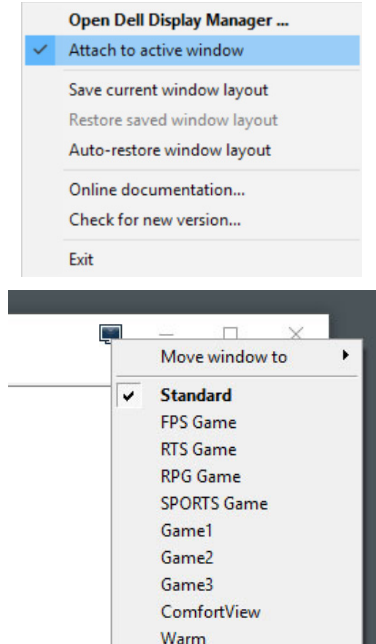 Open Dell Display Manager ...
Attach to active window
Save current window layout
Restore saved window layout
Auto-restore window layout
Online documentation...
Check for new version...
Exit
Move window to
Standard
FPS Game
RTS Game
RPG Game
SPORTS Game
Game1
Game2
Game3
ComfortView
Warm